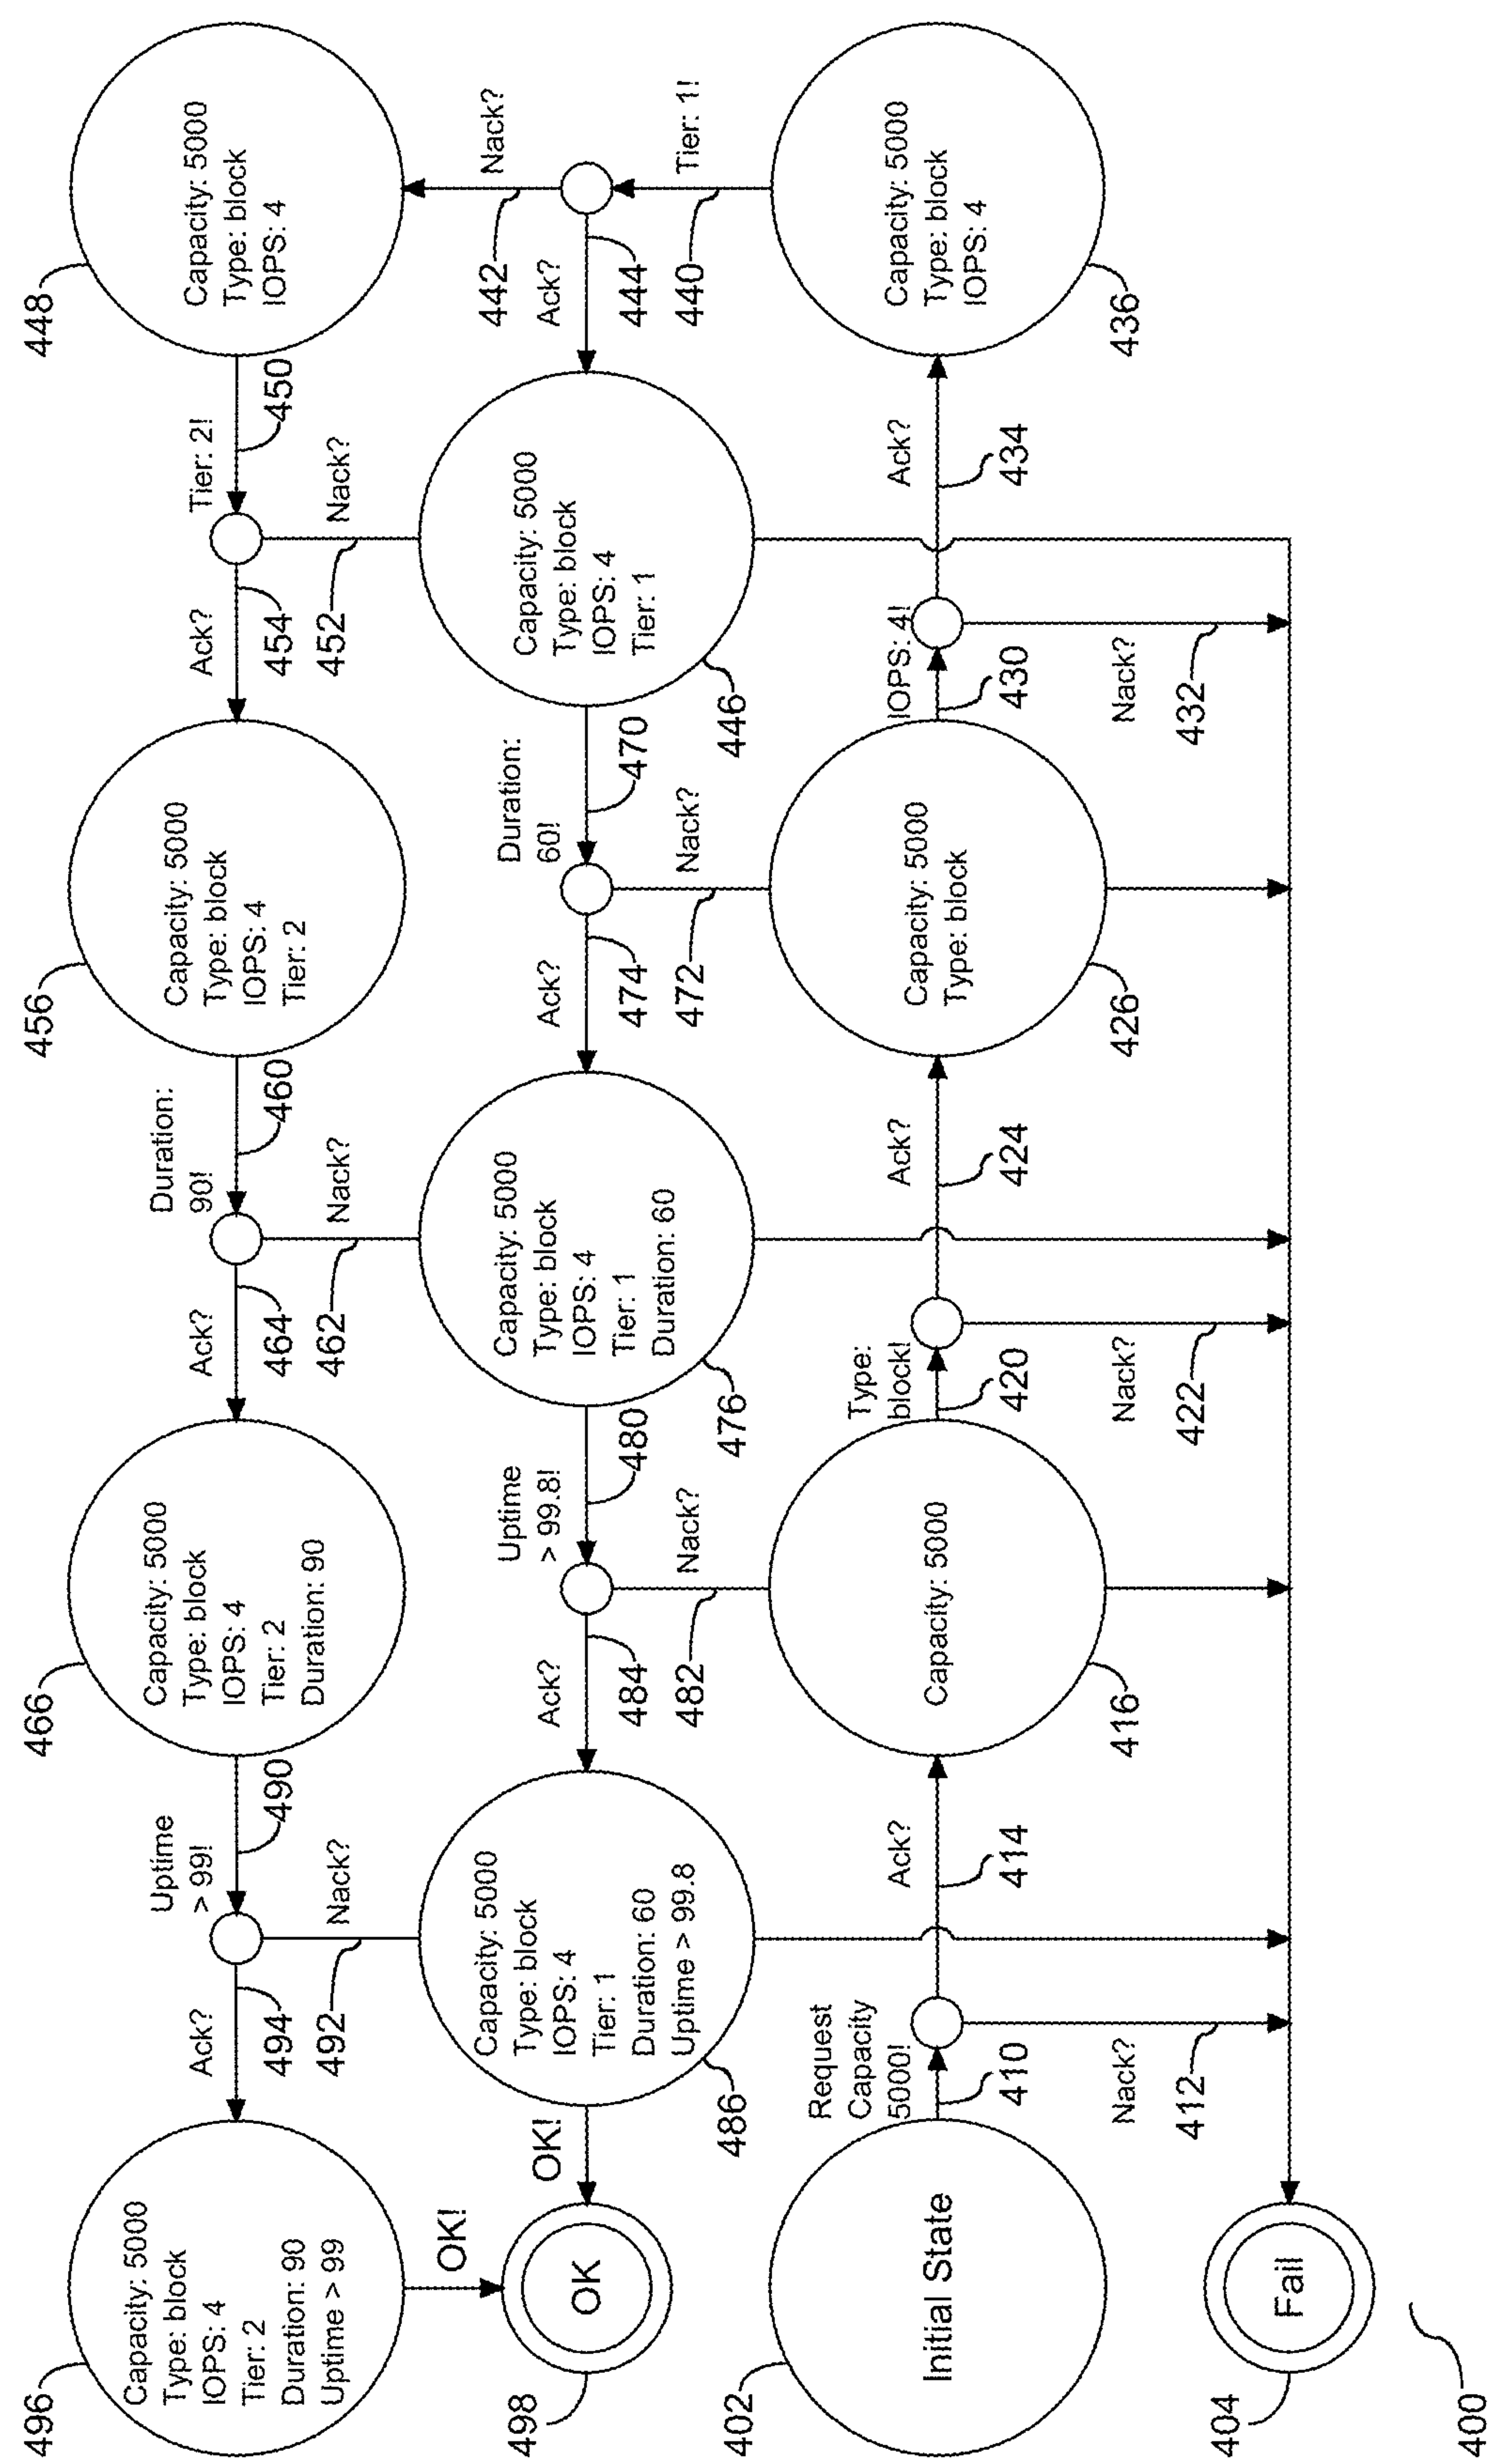 496
Capacity: 5000
Type: block
IOPS: 4
Tier: 2
Duration: 90
Uptime > 99
Ack?
494
Uptime
> 99!
490
466
Capacity: 5000
Type: block
IOPS: 4
Tier: 2
Duration: 90
Ack?
464
Duration:
90!
460
456
Capacity: 5000
Type: block
IOPS: 4
Tier: 2
Ack?
454
Tier: 2!
450
448
Capacity: 5000
Type: block
IOPS: 4
OK!
492
Nack?
462
Nack?
452
Nack?
442
Nack?
498
OK
OK!
486
Capacity: 5000
Type: block
IOPS: 4
Tier: 1
Duration: 60
Uptime > 99.8
Ack?
484
Uptime
> 99.8!
480
476
Capacity: 5000
Type: block
IOPS: 4
Tier: 1
Duration: 60
Ack?
474
Duration:
60!
470
446
Capacity: 5000
Type: block
IOPS: 4
Tier: 1
Ack?
444
482
Nack?
472
Nack?
440
Tier: 1!
402
Initial State
Request
Capacity
5000!
410
Ack?
414
416
Capacity: 5000
Type:
block!
420
Ack?
424
426
Capacity: 5000
Type: block
IOPS: 4!
430
Ack?
434
436
Capacity: 5000
Type: block
IOPS: 4
412
Nack?
422
Nack?
432
Nack?
404
Fail
400